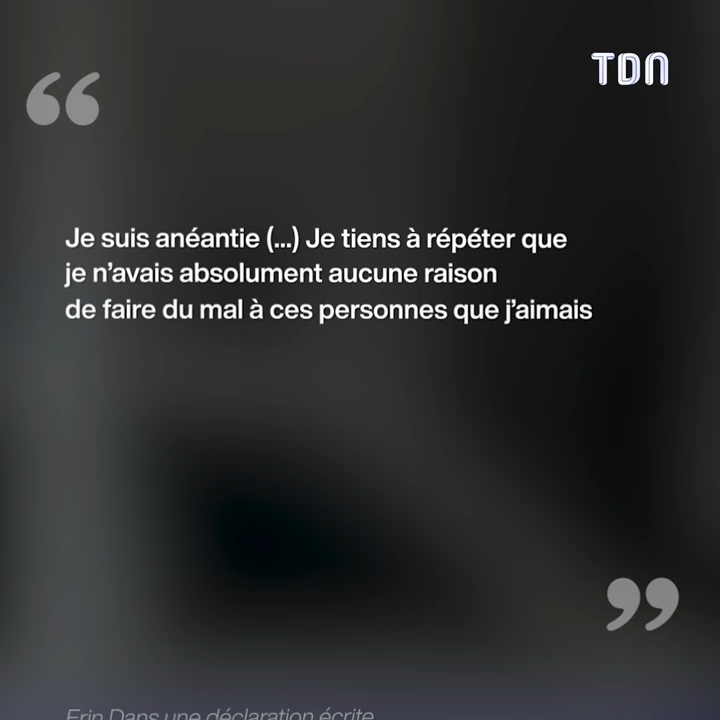 TDN
“
Je suis anéantie (...) Je tiens à répéter que
je n’avais absolument aucune raison
de faire du mal à ces personnes que j’aimais
”
Erin Dans une déclaration écrite